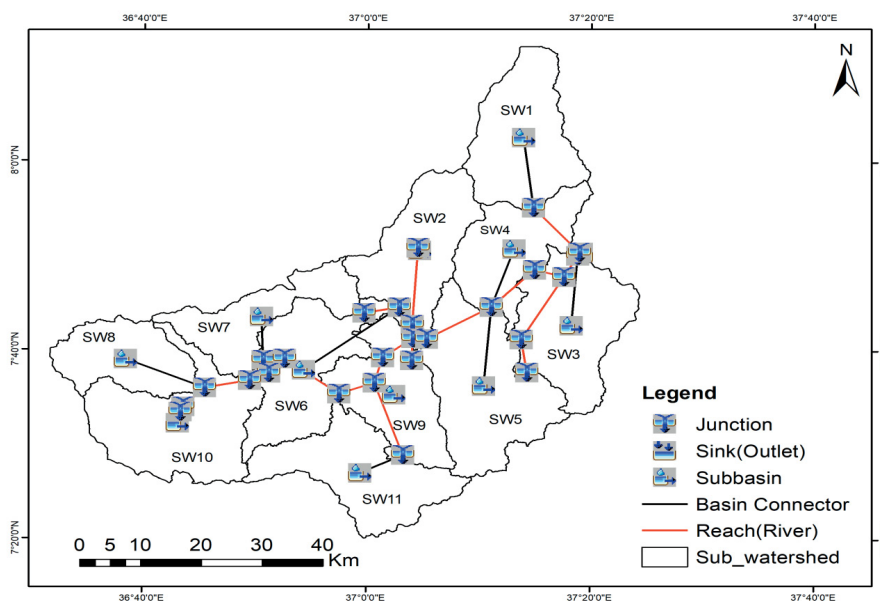 36°40'0"E 37°0'0"E 37°20'0"E 37°40'0"E
N
SW1
8°0'0"N
SW2
SW4
SW7
SW8
7°40'0"N
SW3
SW6
SW5
SW9
SW10
SW11
7°20'0"N
Legend
Junction
Sink(Outlet)
Subbasin
Basin Connector
Reach(River)
Sub_watershed
0 5 10 20 30 40
Km
36°40'0"E 37°0'0"E 37°20'0"E 37°40'0"E